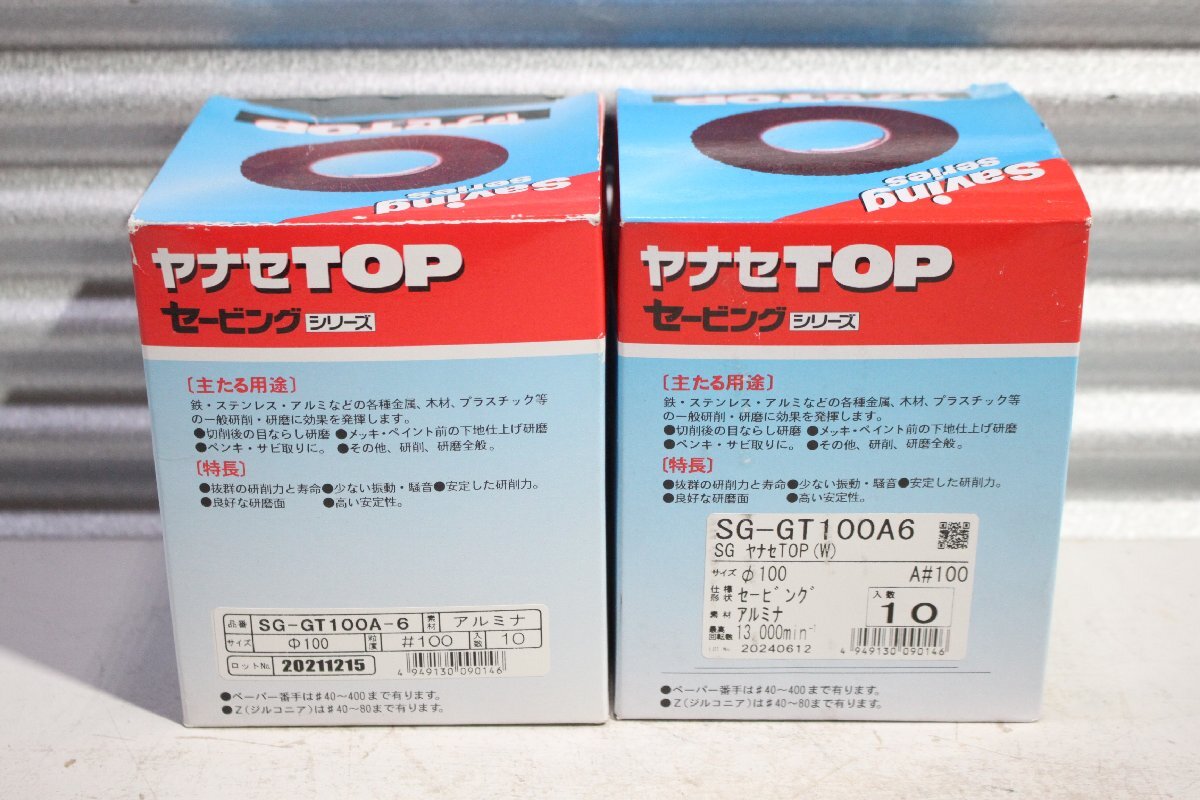 ヤナセTOP
Saving
series
ヤナセTOP
セービングシリーズ
〔主たる用途〕
鉄・ステンレス・アルミなどの各種金属、木材、プラスチック等
の一般研削・研磨に効果を発揮します。
●切削後の目ならし研磨 ●メッキ・ペイント前の下地仕上げ研磨
●ペンキ・サビ取りに。 ●その他、研削、研磨全般。
〔特長〕
●抜群の研削力と寿命●少ない振動・騒音●安定した研削力。
●良好な研磨面 ●高い安定性。
品番 SG-GT100A-6 素材 アルミナ
サイズ Φ100 粒度 #100 入数 10
ロットNo. 20211215
4 949130 090146
●ペーパー番手は♯40～400まで有ります。
●Z(ジルコニア)は♯40～80まで有ります。
Saving
series
ヤナセTOP
セービングシリーズ
〔主たる用途〕
鉄・ステンレス・アルミなどの各種金属、木材、プラスチック等
の一般研削・研磨に効果を発揮します。
●切削後の目ならし研磨 ●メッキ・ペイント前の下地仕上げ研磨
●ペンキ・サビ取りに。 ●その他、研削、研磨全般。
〔特長〕
●抜群の研削力と寿命●少ない振動・騒音●安定した研削力。
●良好な研磨面 ●高い安定性。
SG-GT100A6
SG ヤナセTOP(W)
サイズ φ100 A#100
仕様形状 セービング
入数 10
素材 アルミナ
最高回転数 13,000min⁻¹
LOT No. 20240612
4 949130 090146
●ペーパー番手は♯40～400まで有ります。
●Z(ジルコニア)は♯40～80まで有ります。